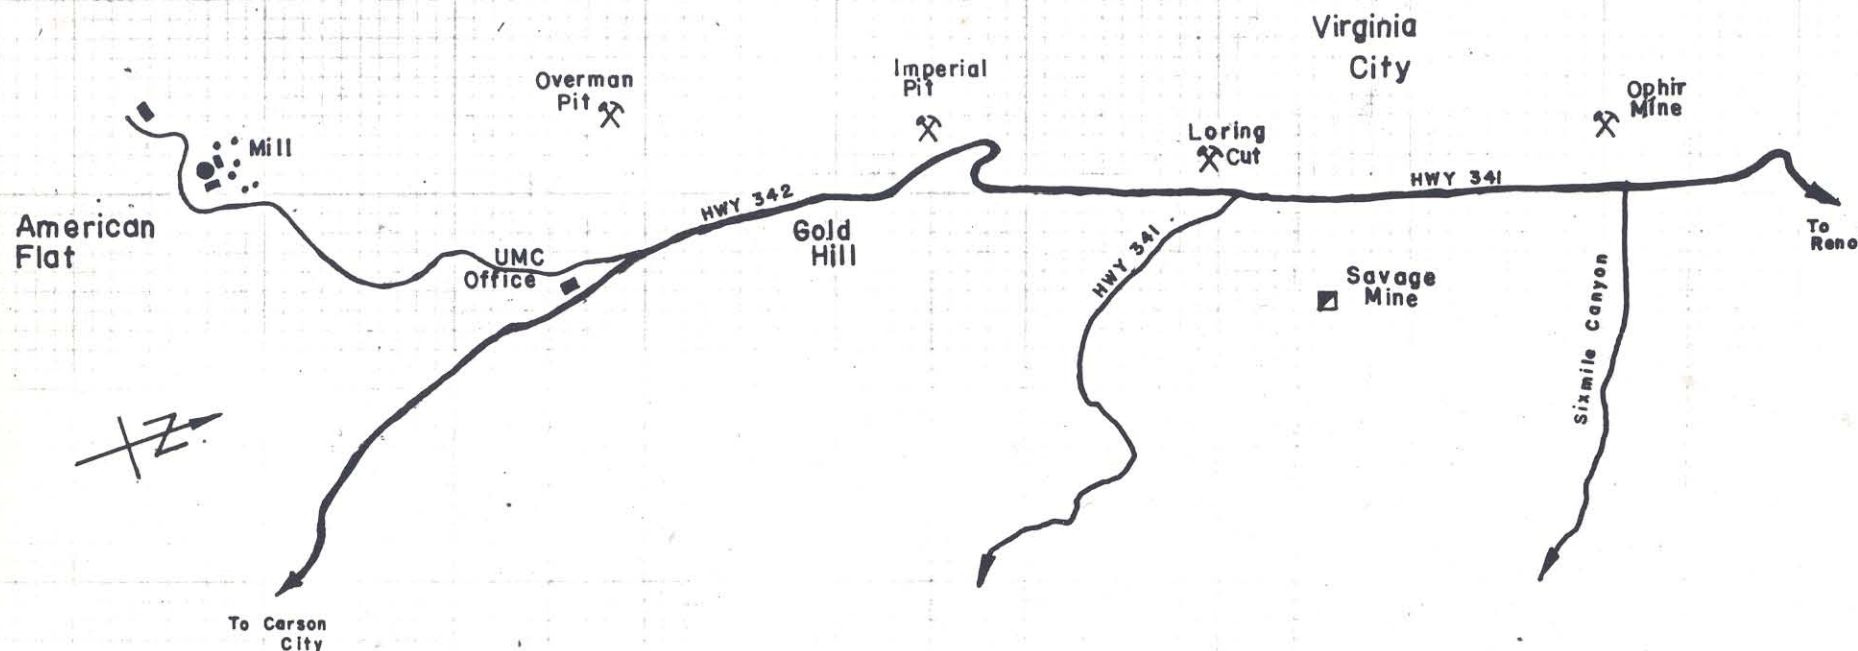 Virginia
City
Overman
Pit
Imperial
Pit
Ophir
Mine
Loring
Cut
Mill
HWY 341
HWY 342
American
Flat
Gold
Hill
To
Reno
UMC
Office
HWY 341
Savage
Mine
Sixmile Canyon
N
To Carson
City